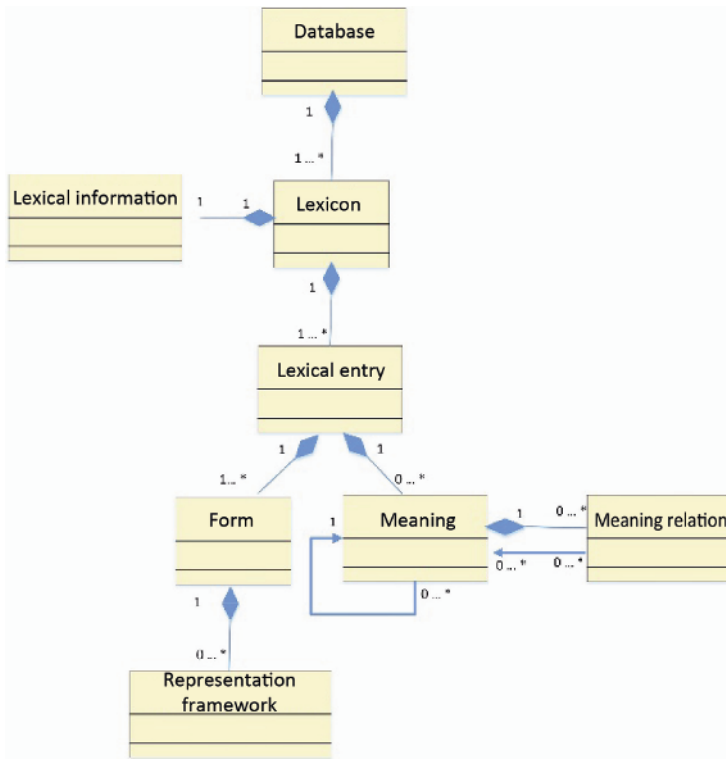 Database
1
1 ... *
Lexical information
1
1
Lexicon
1
1 ... *
Lexical entry
1
1
1... *
0 ... *
Form
1
Meaning
1
0 ... *
Meaning relation
0 ... *
0 ... *
1
0 ... *
0 ... *
Representation
framework